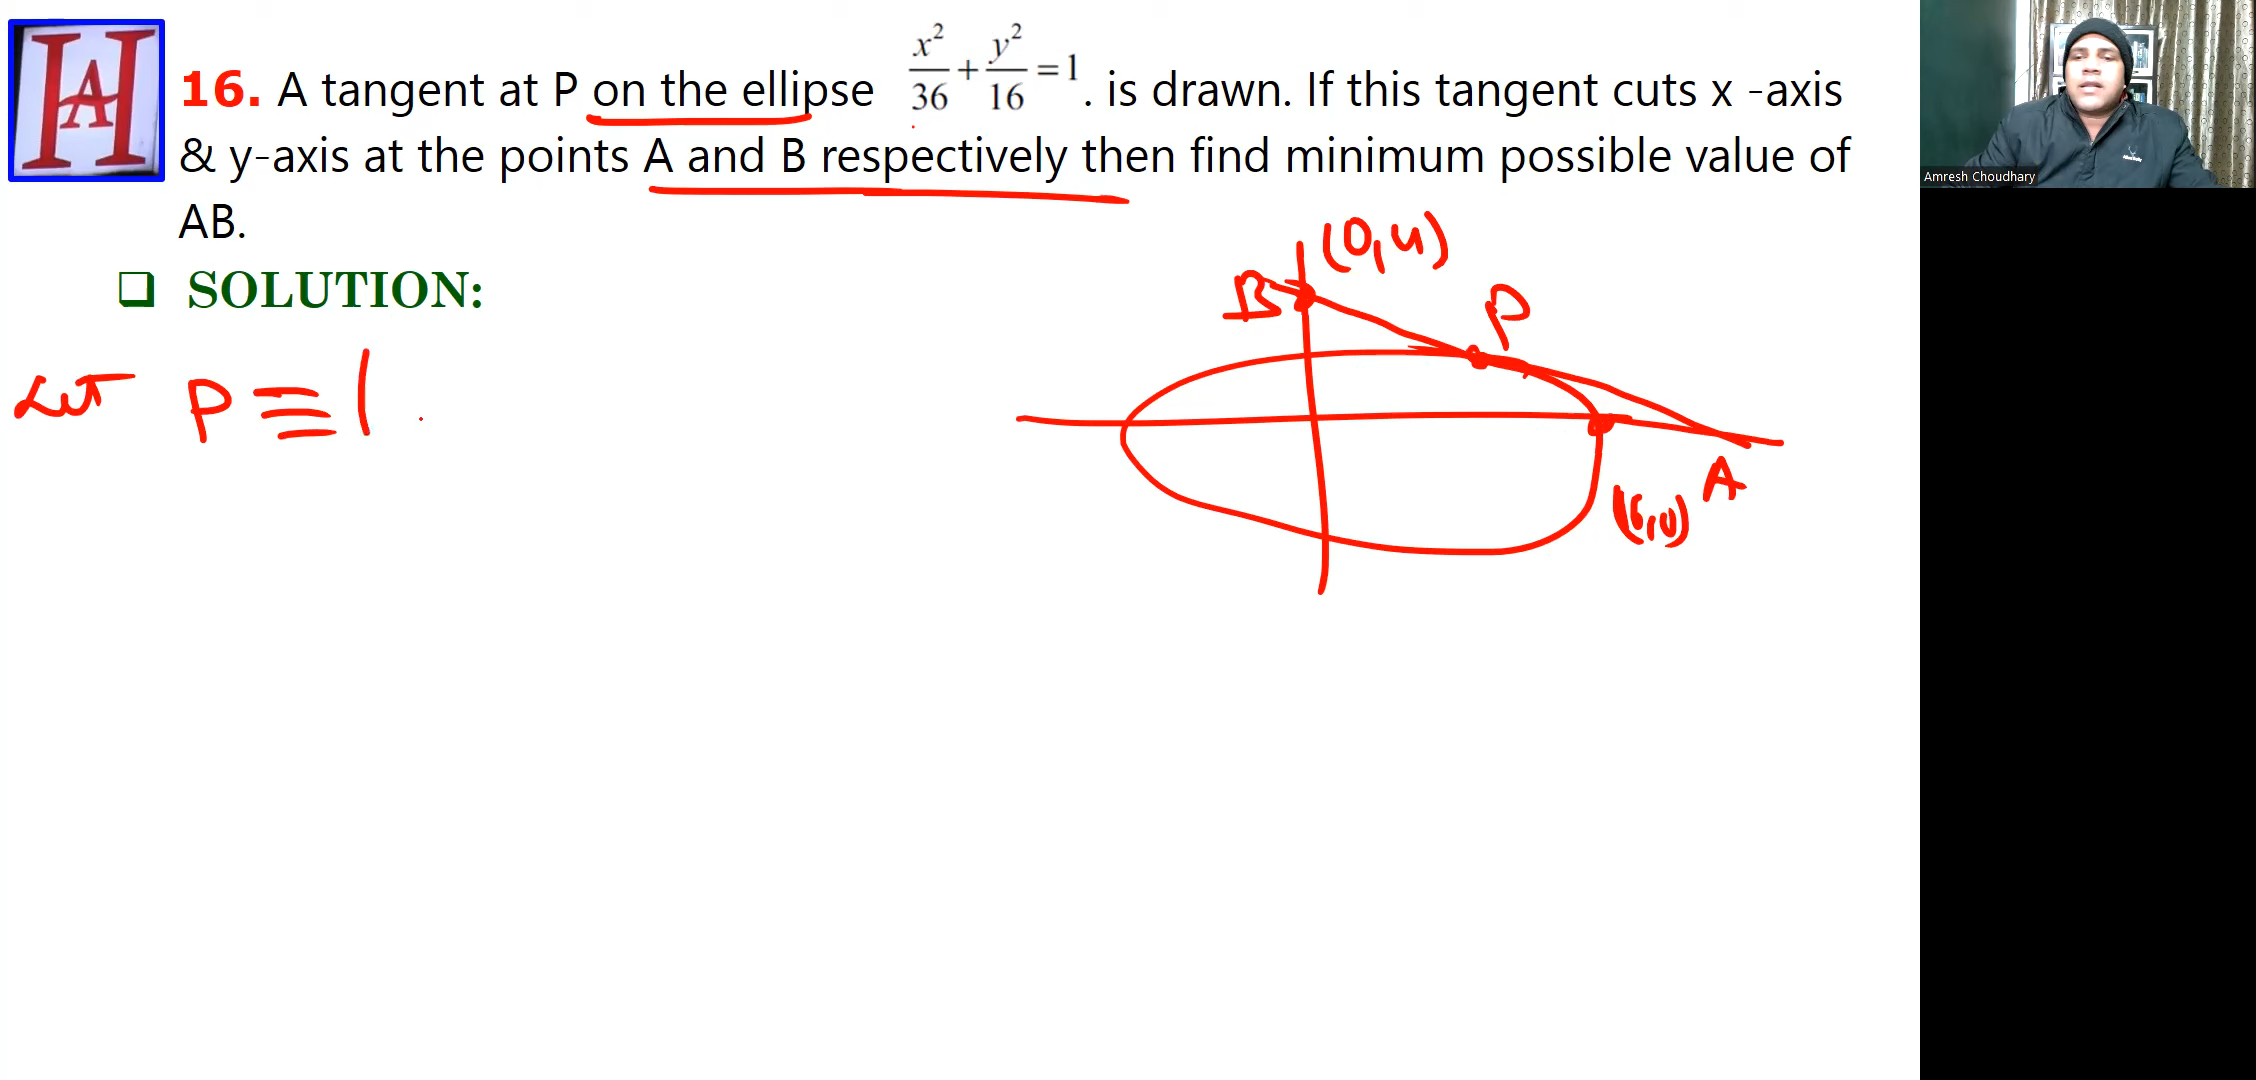 HA
16. A tangent at P on the ellipse x²/36 + y²/16 = 1 . is drawn. If this tangent cuts x -axis
& y-axis at the points A and B respectively then find minimum possible value of
AB.
❑ SOLUTION:
Let P ≡ (
B
(0,4)
P
A
(6,0)
Amresh Choudhary